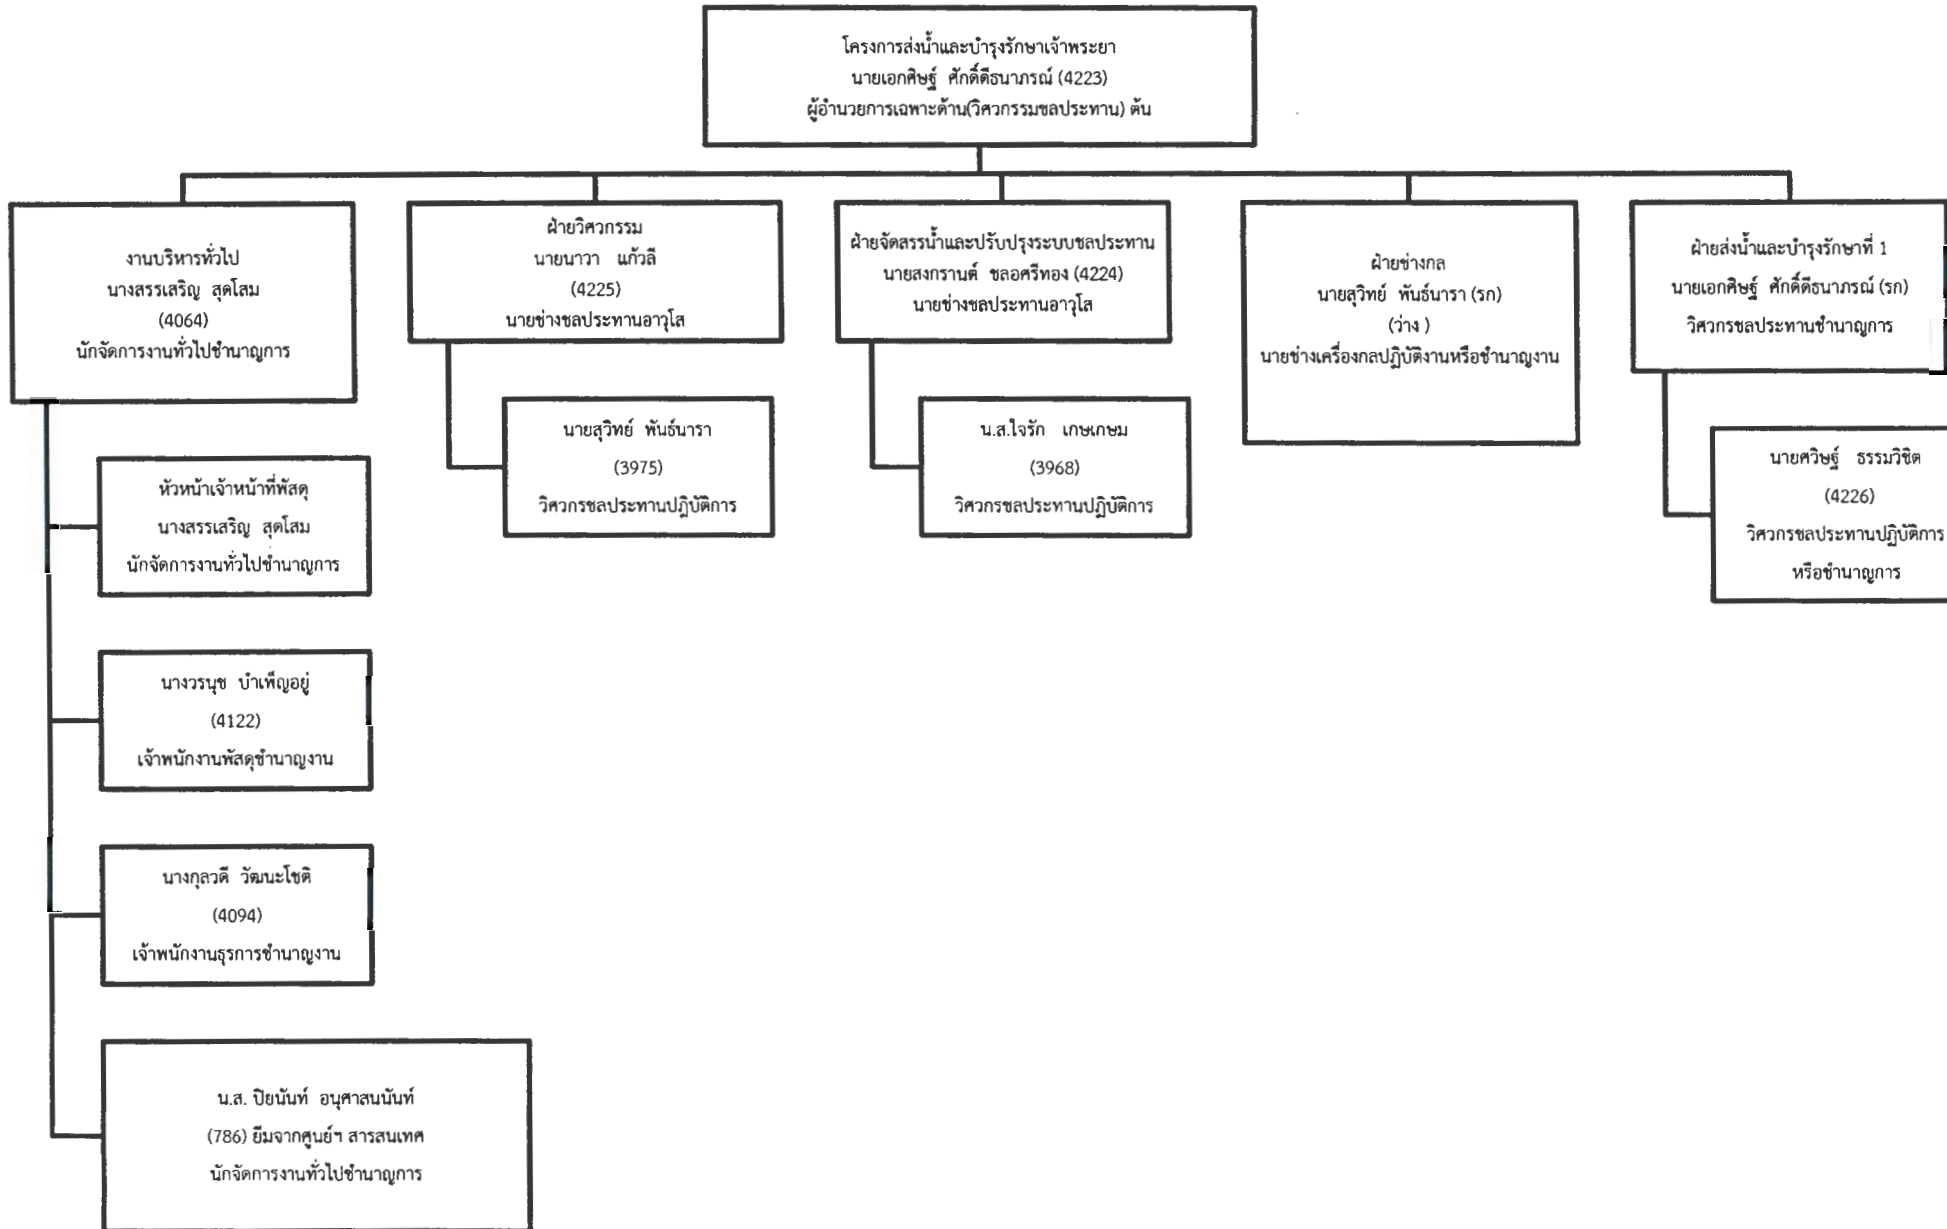 โครงการส่งน้ำและบำรุงรักษาเจ้าพระยา
นายเอกศิษฐ์ ศักดิ์ดีธนาภรณ์ (4223)
ผู้อำนวยการเฉพาะด้าน(วิศวกรรมชลประทาน) ต้น
งานบริหารทั่วไป
นางสรรเสริญ สุดโสม
(4064)
นักจัดการงานทั่วไปชำนาญการ
ฝ่ายวิศวกรรม
นายนาวา แก้วลี
(4225)
นายช่างชลประทานอาวุโส
ฝ่ายจัดสรรน้ำและปรับปรุงระบบชลประทาน
นายสงกรานต์ ชลอศรีทอง (4224)
นายช่างชลประทานอาวุโส
ฝ่ายช่างกล
นายสุวิทย์ พันธ์นารา (รก)
(ว่าง )
นายช่างเครื่องกลปฏิบัติงานหรือชำนาญงาน
ฝ่ายส่งน้ำและบำรุงรักษาที่ 1
นายเอกศิษฐ์ ศักดิ์ดีธนาภรณ์ (รก)
วิศวกรชลประทานชำนาญการ
หัวหน้าเจ้าหน้าที่พัสดุ
นางสรรเสริญ สุดโสม
นักจัดการงานทั่วไปชำนาญการ
นางวรนุช บำเพ็ญอยู่
(4122)
เจ้าพนักงานพัสดุชำนาญงาน
นางกุลวดี วัฒนะโชติ
(4094)
เจ้าพนักงานธุรการชำนาญงาน
น.ส. ปิยนันท์ อนุศาสนนันท์
(786) ยืมจากศูนย์ฯ สารสนเทศ
นักจัดการงานทั่วไปชำนาญการ
นายสุวิทย์ พันธ์นารา
(3975)
วิศวกรชลประทานปฏิบัติการ
น.ส.ใจรัก เกษเกษม
(3968)
วิศวกรชลประทานปฏิบัติการ
นายศวิษฐ์ ธรรมวิชิต
(4226)
วิศวกรชลประทานปฏิบัติการ
หรือชำนาญการ